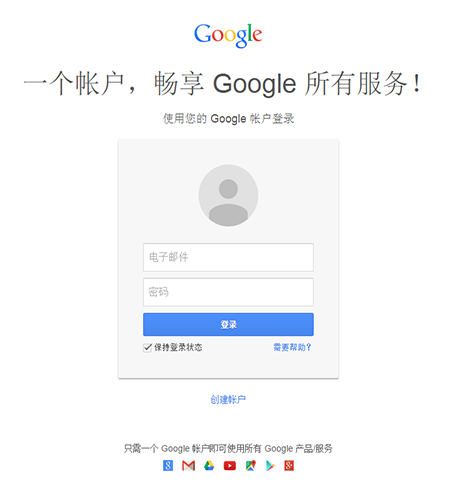 Google
一个帐户，畅享 Google 所有服务！
使用您的 Google 帐户登录
电子邮件
密码
登录
保持登录状态 需要帮助？
创建帐户
只需一个 Google 帐户即可使用所有 Google 产品/服务